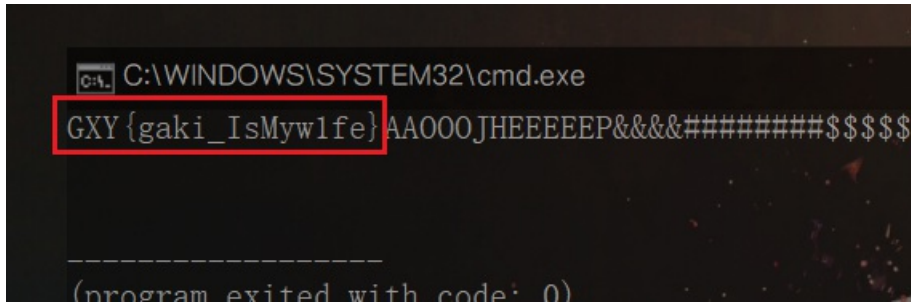 C:\WINDOWS\SYSTEM32\cmd.exe
GXY{gaki_IsMyw1fe}AAOOOJHEEEEEP&&&&########$$$$$
------------------
(program exited with code: 0)